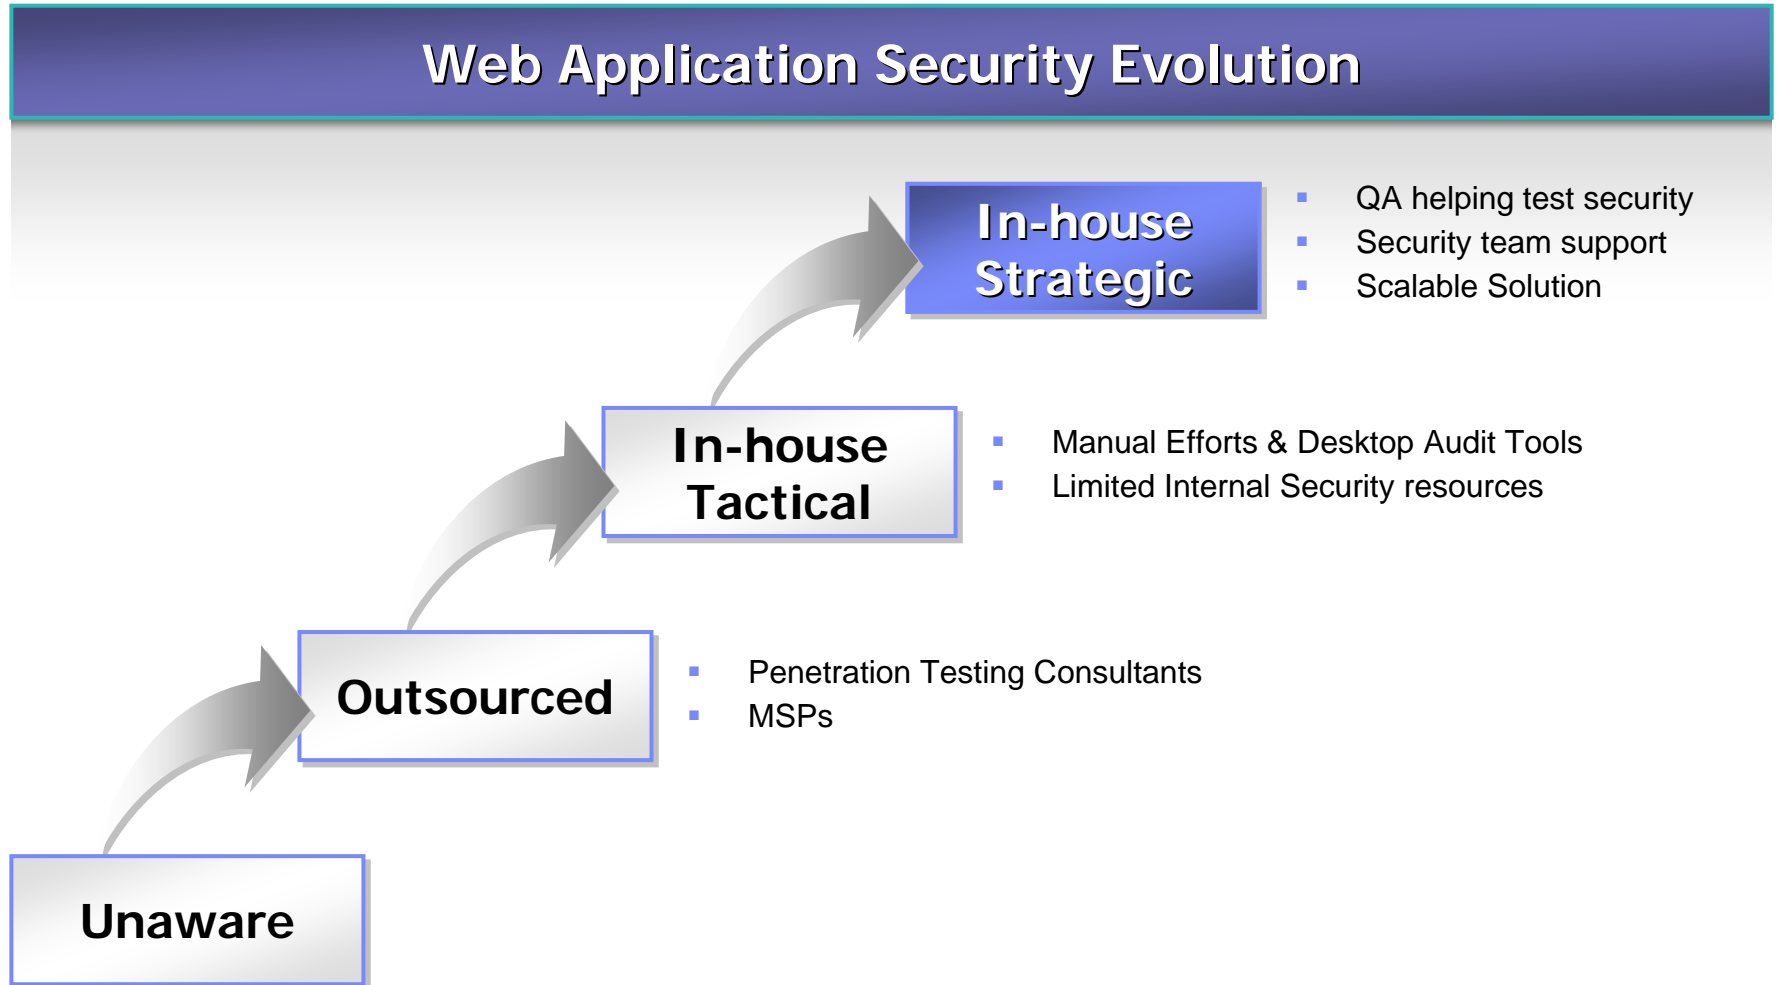 Web Application Security Evolution
In-house
Strategic
QA helping test security
Security team support
Scalable Solution
In-house
Tactical
Manual Efforts & Desktop Audit Tools
Limited Internal Security resources
Outsourced
Penetration Testing Consultants
MSPs
Unaware